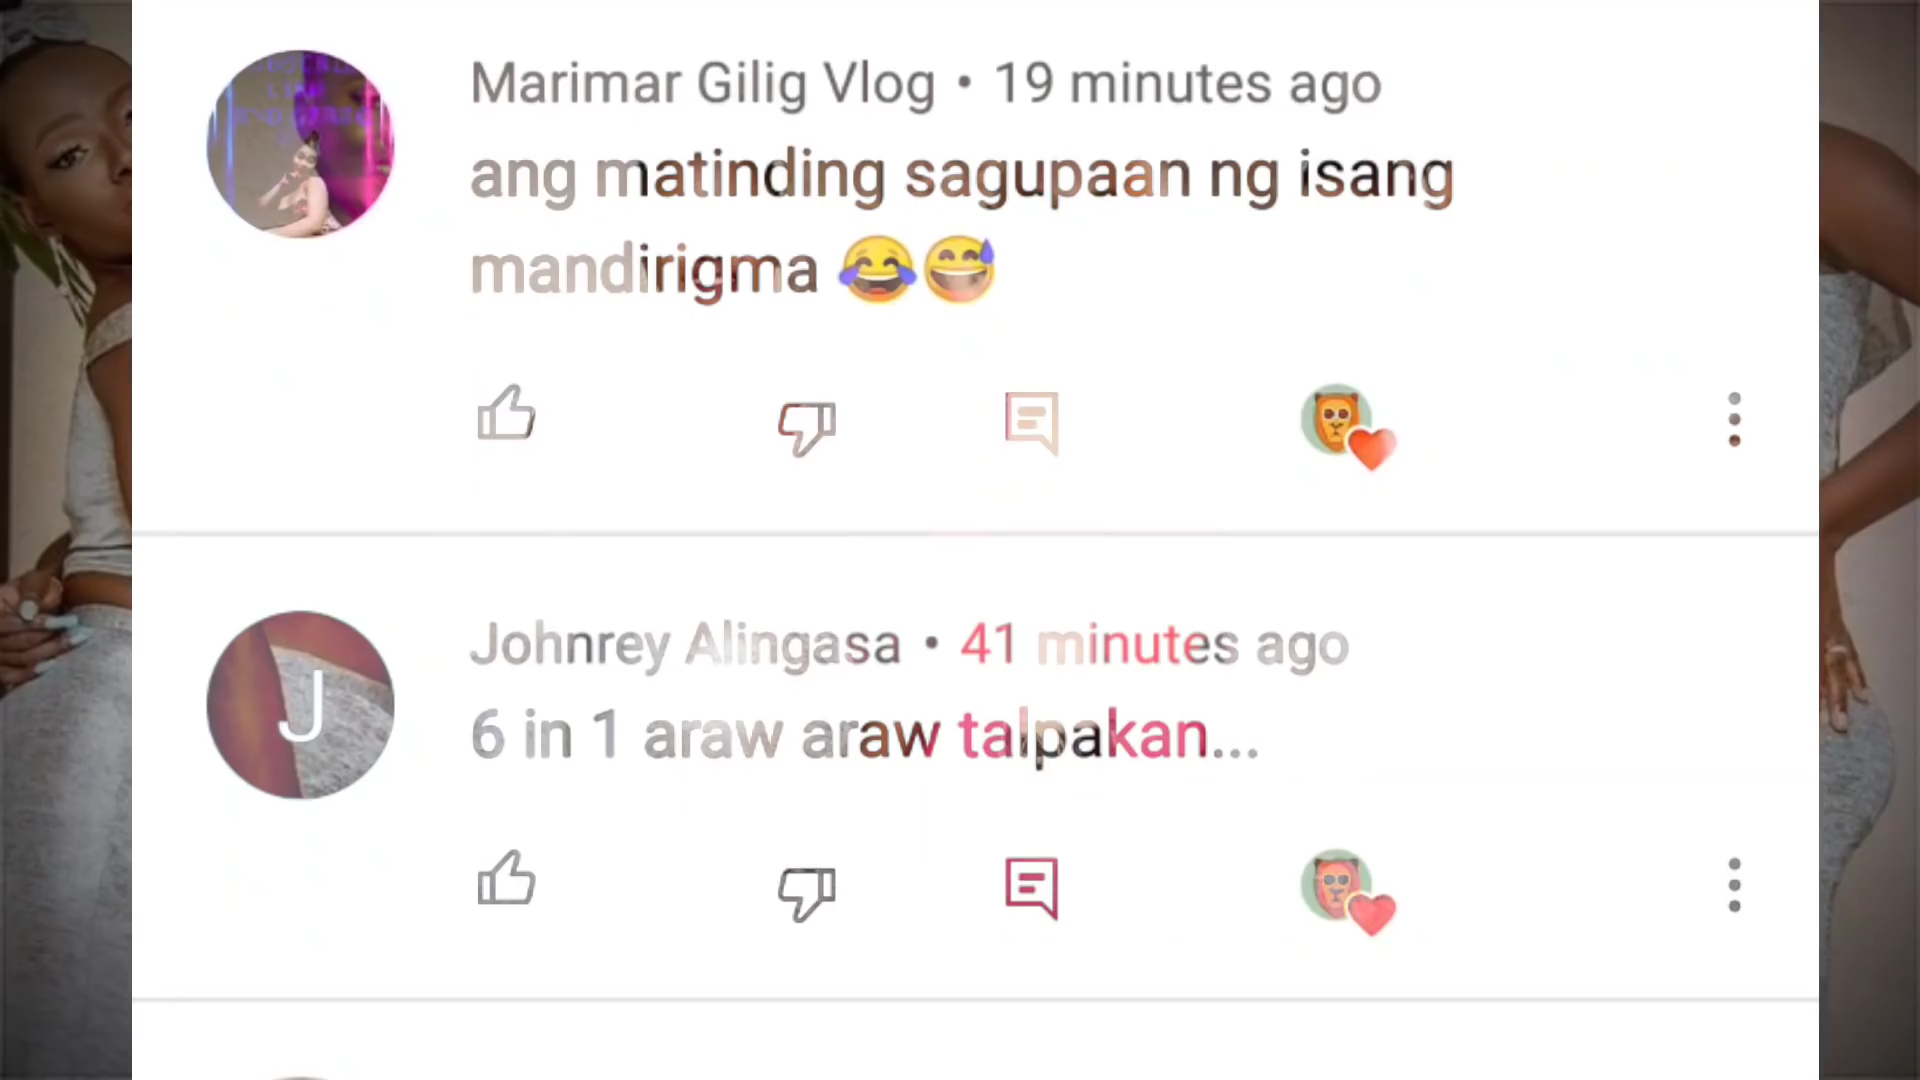 Marimar Gilig Vlog • 19 minutes ago
ang matinding sagupaan ng isang
mandirigma 😂😅
J
Johnrey Alingasa • 41 minutes ago
6 in 1 araw araw talpakan...